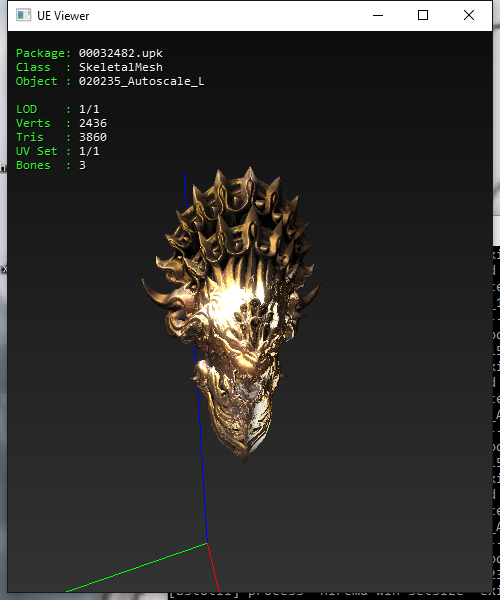 UE Viewer
Package: 00032482.upk
Class : SkeletalMesh
Object : 020235_Autoscale_L
LOD : 1/1
Verts : 2436
Tris : 3860
UV Set : 1/1
Bones : 3